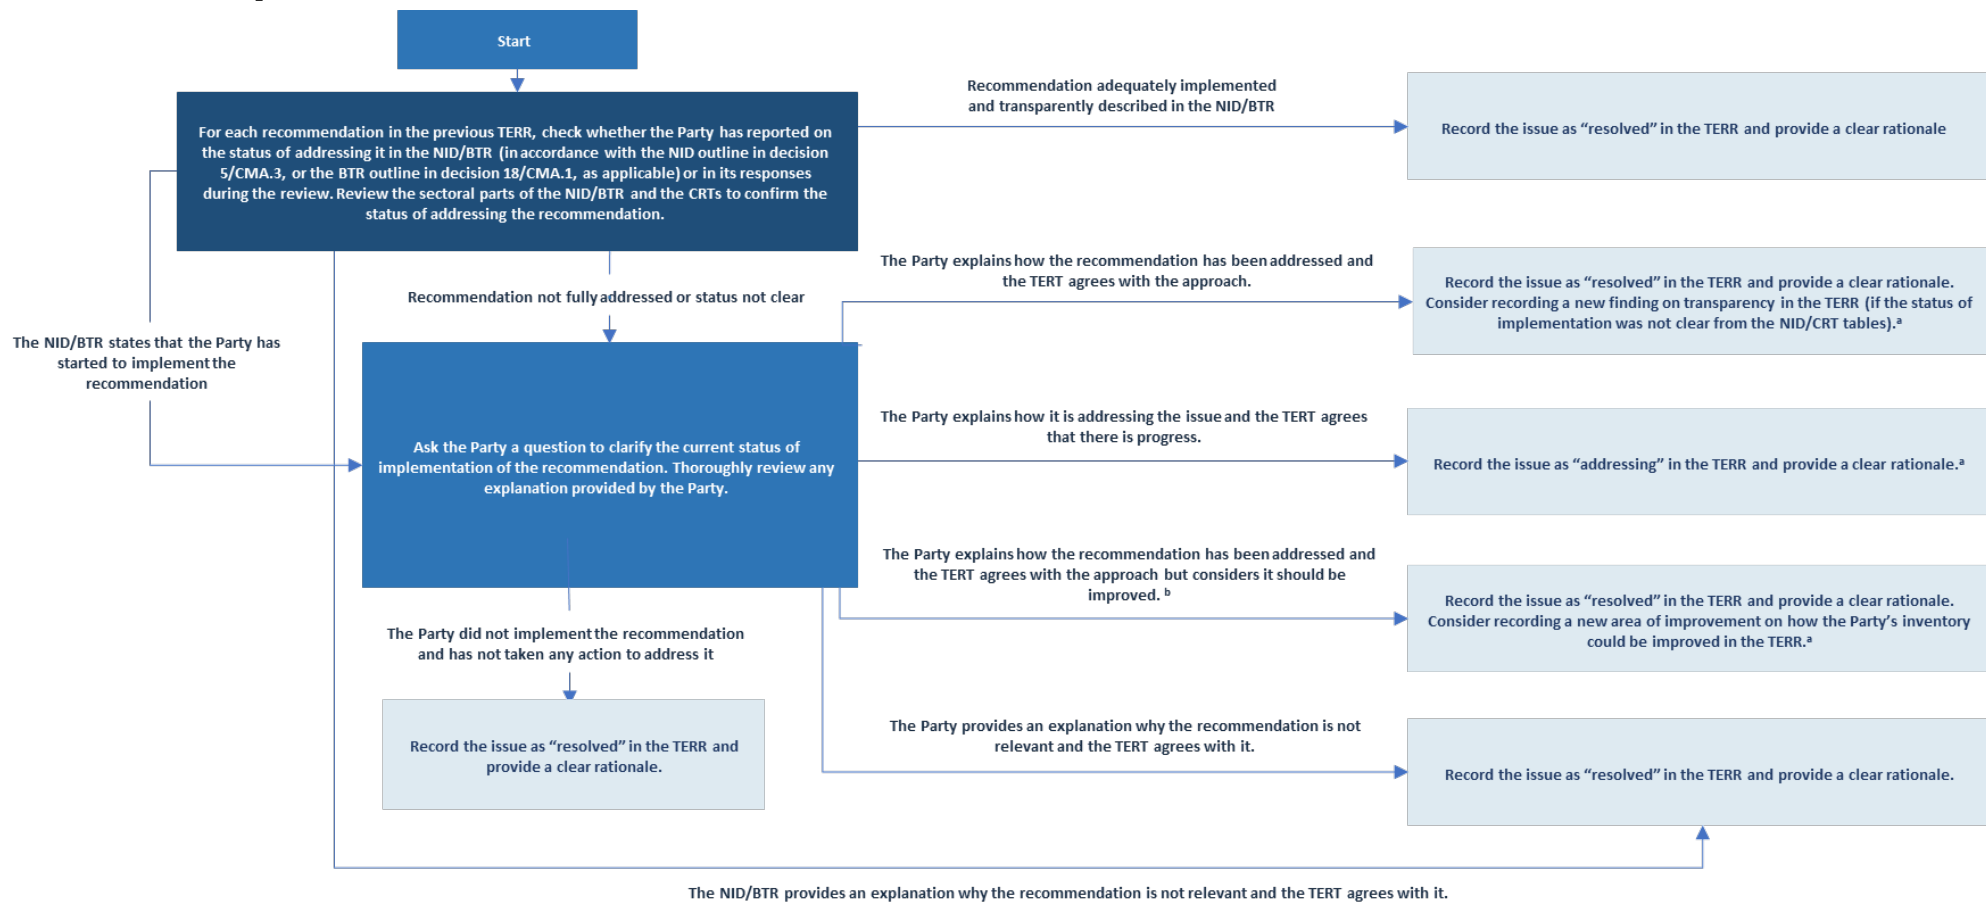 Start
For each recommendation in the previous TERR, check whether the Party has reported on
the status of addressing it in the NID/BTR (in accordance with the NID outline in decision
5/CMA.3, or the BTR outline in decision 18/CMA.1, as applicable) or in its responses
during the review. Review the sectoral parts of the NID/BTR and the CRTs to confirm the
status of addressing the recommendation.
Recommendation adequately implemented
and transparently described in the NID/BTR
Record the issue as “resolved” in the TERR and provide a clear rationale
Recommendation not fully addressed or status not clear
The NID/BTR states that the Party has
started to implement the
recommendation
Ask the Party a question to clarify the current status of
implementation of the recommendation. Thoroughly review any
explanation provided by the Party.
The Party explains how the recommendation has been addressed and
the TERT agrees with the approach.
Record the issue as “resolved” in the TERR and provide a clear rationale.
Consider recording a new finding on transparency in the TERR (if the status of
implementation was not clear from the NID/CRT tables).ª
The Party explains how it is addressing the issue and the TERT agrees
that there is progress.
Record the issue as “addressing” in the TERR and provide a clear rationale.ª
The Party explains how the recommendation has been addressed and
the TERT agrees with the approach but considers it should be
improved. ᵇ
Record the issue as “resolved” in the TERR and provide a clear rationale.
Consider recording a new area of improvement on how the Party’s inventory
could be improved in the TERR.ª
The Party did not implement the recommendation
and has not taken any action to address it
Record the issue as “resolved” in the TERR and
provide a clear rationale.
The Party provides an explanation why the recommendation is not
relevant and the TERT agrees with it.
Record the issue as “resolved” in the TERR and provide a clear rationale.
The NID/BTR provides an explanation why the recommendation is not relevant and the TERT agrees with it.